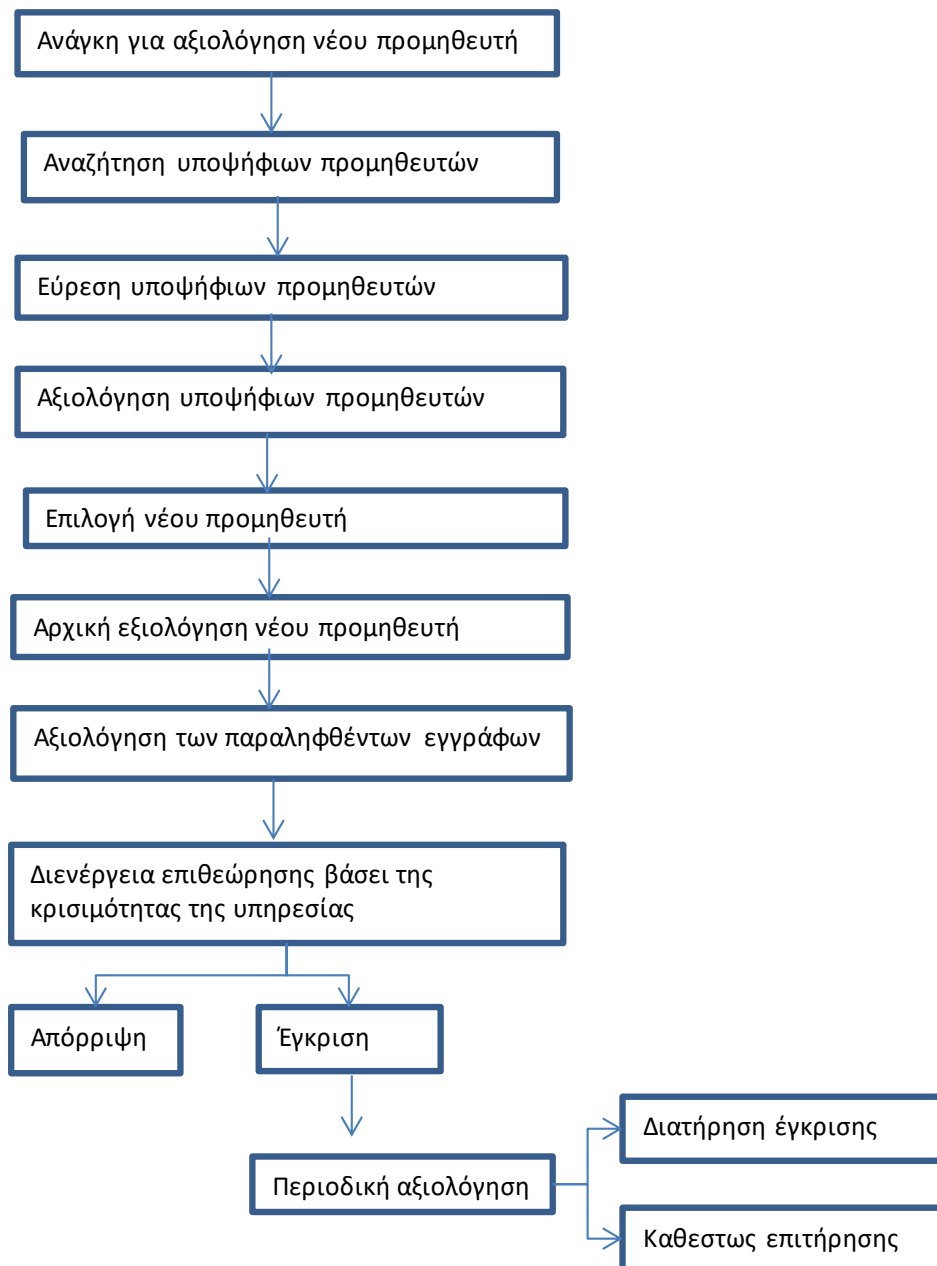 Ανάγκη για αξιολόγηση νέου προμηθευτή
Αναζήτηση υποψήφιων προμηθευτών
Εύρεση υποψήφιων προμηθευτών
Αξιολόγηση υποψήφιων προμηθευτών
Επιλογή νέου προμηθευτή
Αρχική εξιολόγηση νέου προμηθευτή
Αξιολόγηση των παραληφθέντων εγγράφων
Διενέργεια επιθεώρησης βάσει της
κρισιμότητας της υπηρεσίας
Απόρριψη
Έγκριση
Περιοδική αξιολόγηση
Διατήρηση έγκρισης
Καθεστως επιτήρησης